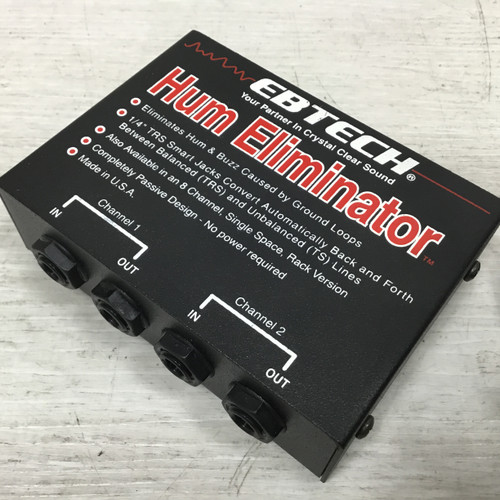 EBTECH®
Your Partner in Crystal Clear Sound
Hum Eliminator™
Eliminates Hum & Buzz Caused by Ground Loops
1/4" TRS Smart Jacks Convert Automatically Back and Forth
Between Balanced (TRS) and Unbalanced (TS) Lines
Also Available in an 8 Channel, Single Space, Rack Version
Completely Passive Design - No power required
Made in U.S.A.
Channel 1
IN
OUT
Channel 2
IN
OUT